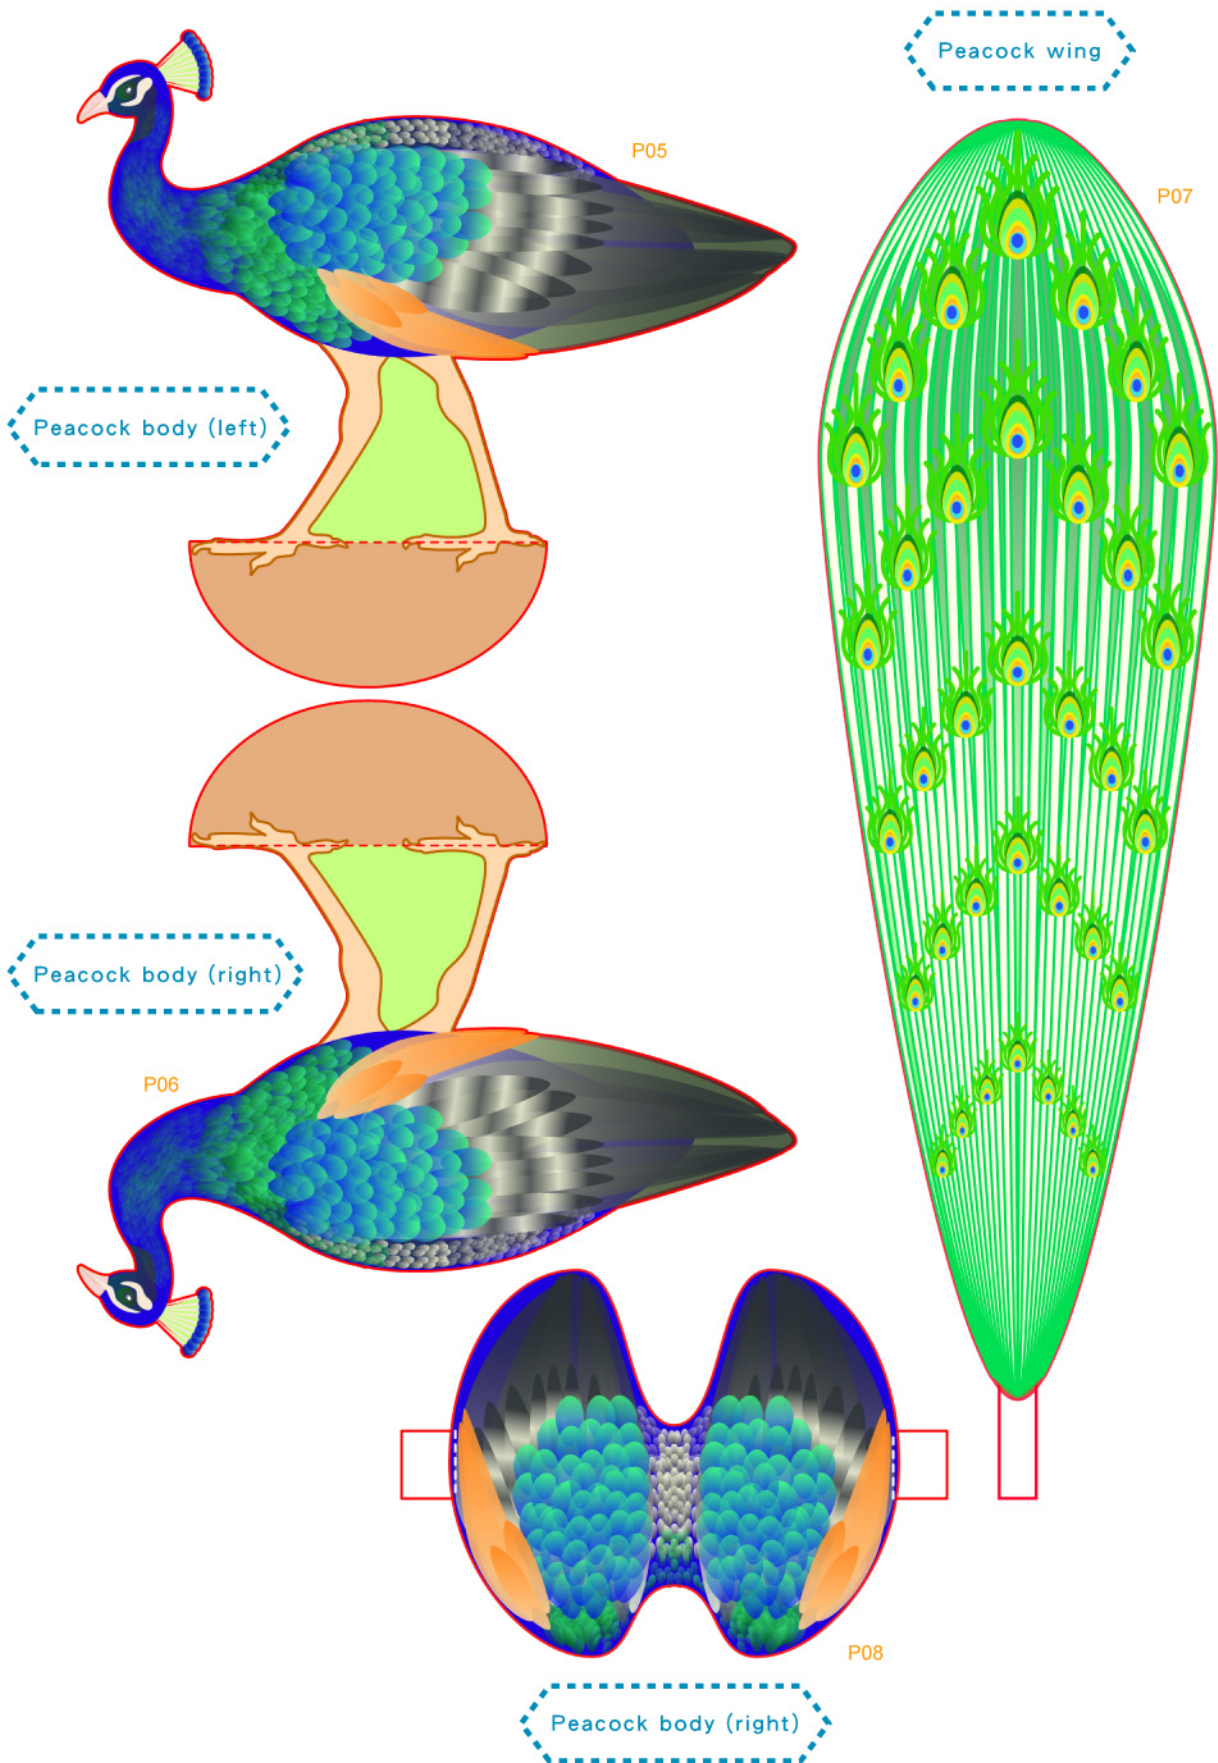 Peacock wing
P05
P07
Peacock body (left)
Peacock body (right)
P06
P08
Peacock body (right)